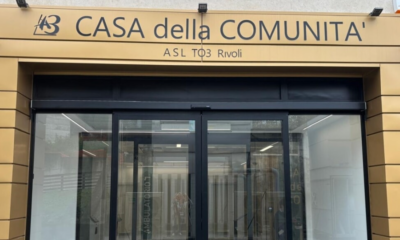 CASA della COMUNITA'
ASL TO3 Rivoli